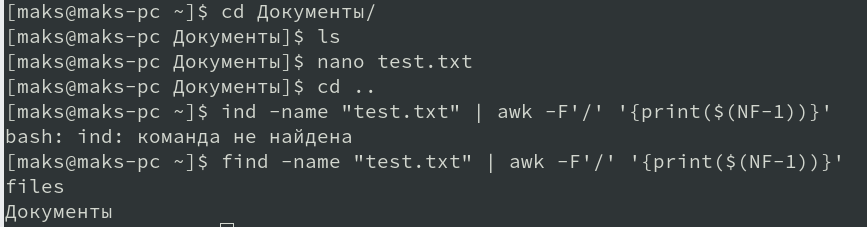 [maks@maks-pc ~]$ cd Документы/
[maks@maks-pc Документы]$ ls
[maks@maks-pc Документы]$ nano test.txt
[maks@maks-pc Документы]$ cd ..
[maks@maks-pc ~]$ ind -name "test.txt" | awk -F'/' '{print($(NF-1))}'
bash: ind: команда не найдена
[maks@maks-pc ~]$ find -name "test.txt" | awk -F'/' '{print($(NF-1))}'
files
Документы